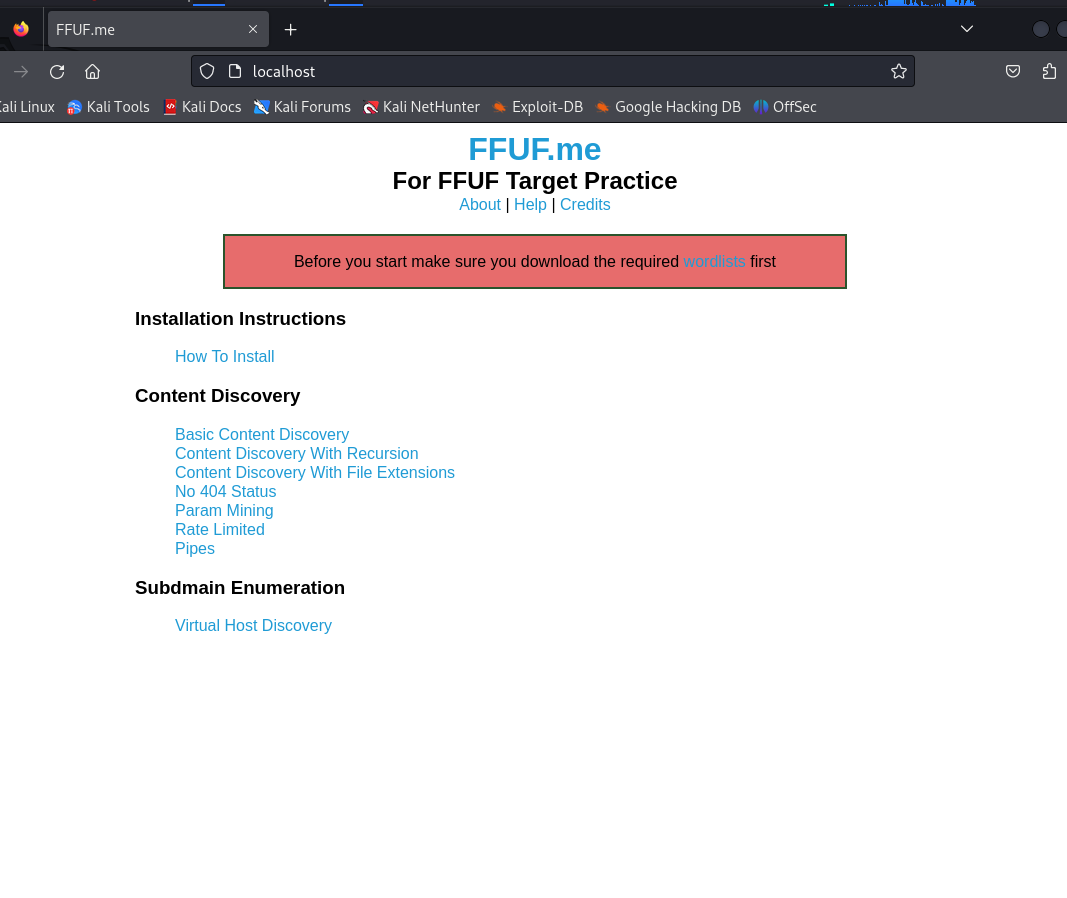 FFUF.me
localhost
Kali Linux Kali Tools Kali Docs Kali Forums Kali NetHunter Exploit-DB Google Hacking DB OffSec
FFUF.me
For FFUF Target Practice
About | Help | Credits
Before you start make sure you download the required wordlists first
Installation Instructions
How To Install
Content Discovery
Basic Content Discovery
Content Discovery With Recursion
Content Discovery With File Extensions
No 404 Status
Param Mining
Rate Limited
Pipes
Subdmain Enumeration
Virtual Host Discovery